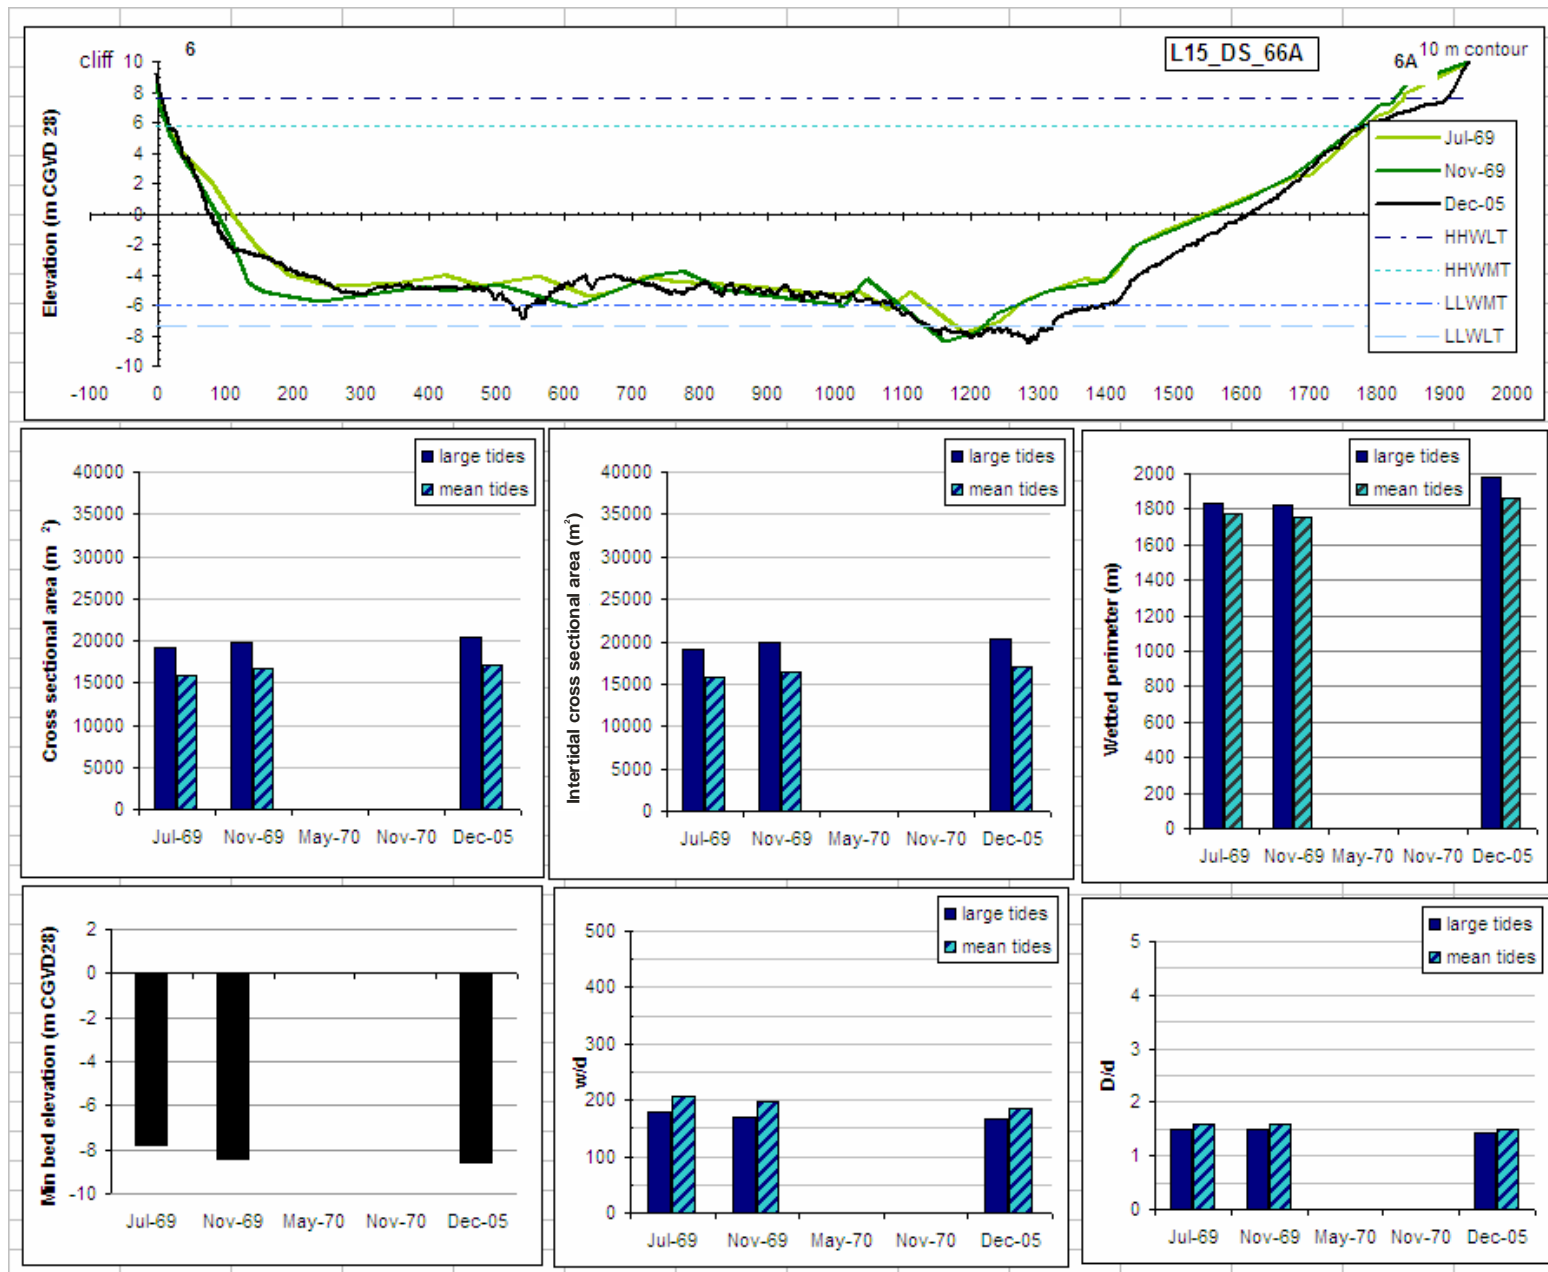 cliff
6
L15_DS_66A
6A
10 m contour
Elevation (m CGVD 28)
10
8
6
4
2
0
-2
-4
-6
-8
-10
-100 0 100 200 300 400 500 600 700 800 900 1000 1100 1200 1300 1400 1500 1600 1700 1800 1900 2000
Jul-69
Nov-69
Dec-05
HHWLT
HHWMT
LLWMT
LLWLT
large tides
mean tides
Cross sectional area (m 2)
40000
35000
30000
25000
20000
15000
10000
5000
0
Jul-69 Nov-69 May-70 Nov-70 Dec-05
large tides
mean tides
Intertidal cross sectional area (m²)
40000
35000
30000
25000
20000
15000
10000
5000
0
Jul-69 Nov-69 May-70 Nov-70 Dec-05
large tides
mean tides
Wetted perimeter (m)
2000
1800
1600
1400
1200
1000
800
600
400
200
0
Jul-69 Nov-69 May-70 Nov-70 Dec-05
Min bed elevation (m CGVD28)
2
0
-2
-4
-6
-8
-10
Jul-69 Nov-69 May-70 Nov-70 Dec-05
large tides
mean tides
w/d
500
400
300
200
100
0
Jul-69 Nov-69 May-70 Nov-70 Dec-05
large tides
mean tides
D/d
5
4
3
2
1
0
Jul-69 Nov-69 May-70 Nov-70 Dec-05